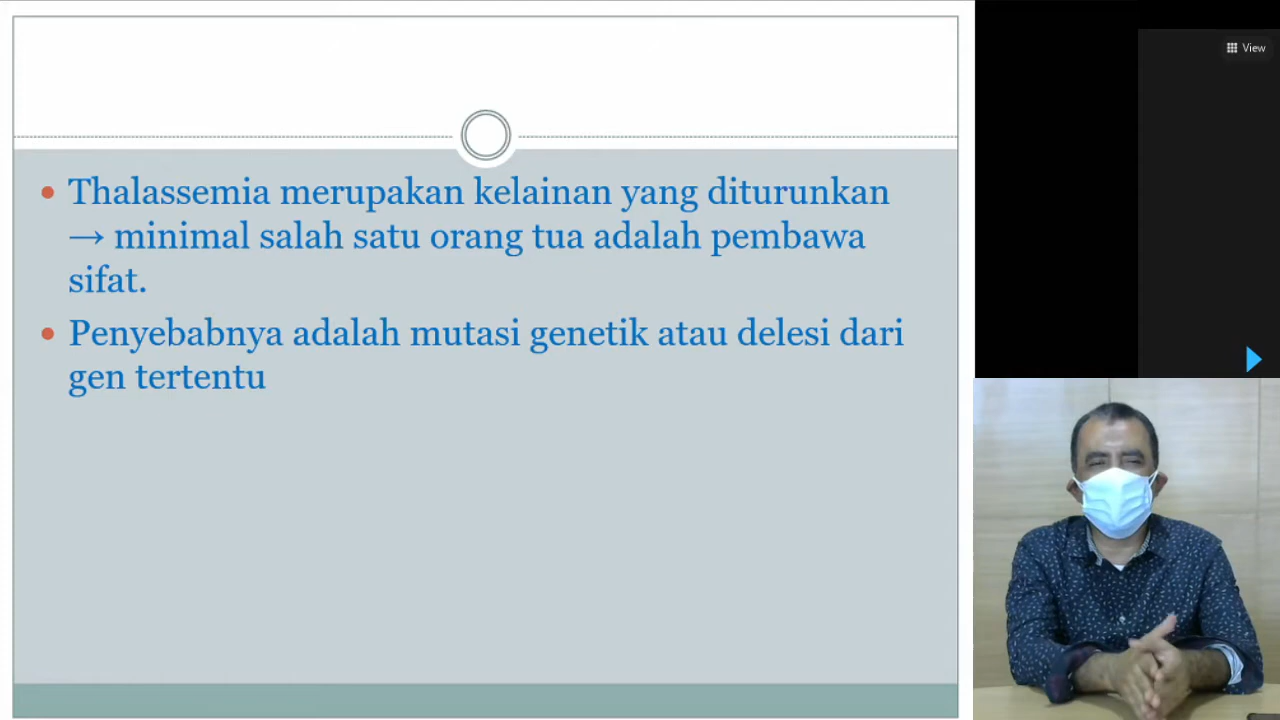 Thalassemia merupakan kelainan yang diturunkan
→ minimal salah satu orang tua adalah pembawa
sifat.
Penyebabnya adalah mutasi genetik atau delesi dari
gen tertentu
View